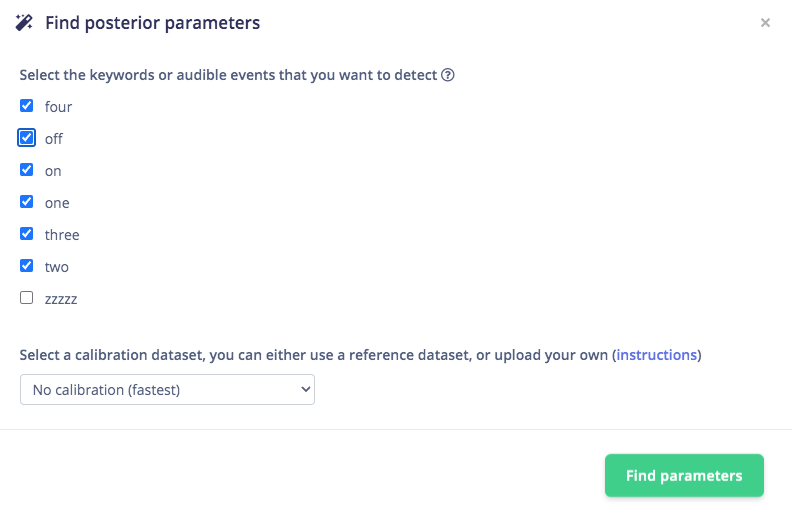 Find posterior parameters
×
Select the keywords or audible events that you want to detect ?
four
off
on
one
three
two
zzzzz
Select a calibration dataset, you can either use a reference dataset, or upload your own (instructions)
No calibration (fastest)
Find parameters